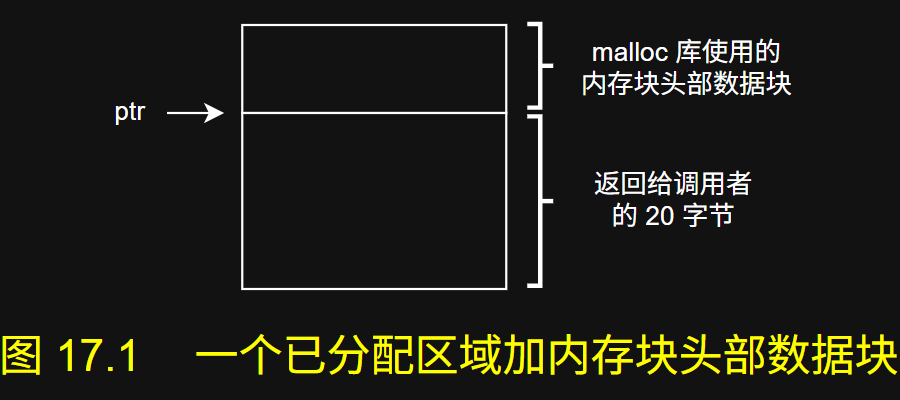 malloc 库使用的
内存块头部数据块
ptr
返回给调用者
的 20 字节
图 17.1 一个已分配区域加内存块头部数据块